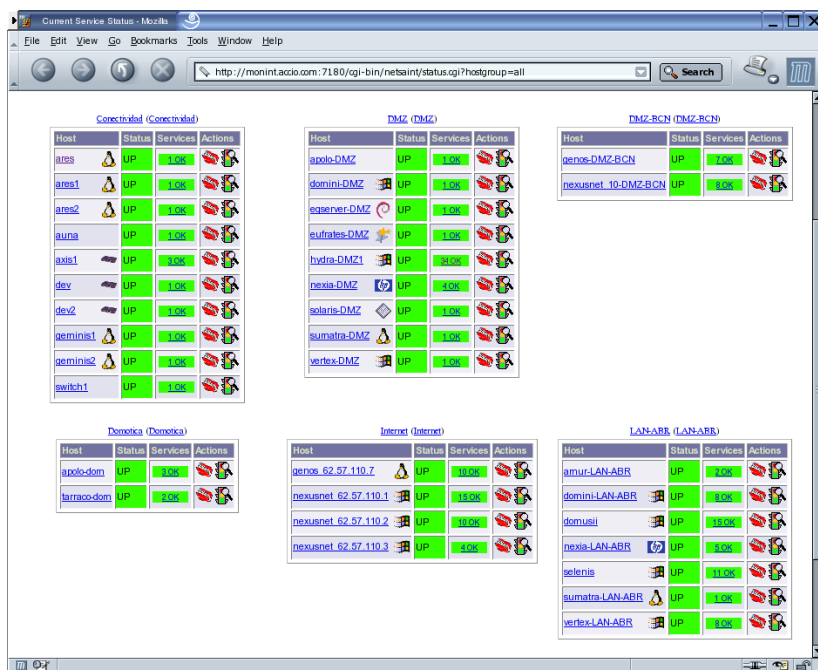 Current Service Status - Mozilla
File Edit View Go Bookmarks Tools Window Help
http://monint.accio.com:7180/cgi-bin/netsaint/status.cgi?hostgroup=all Search
Conectividad (Conectividad)
Host Status Services Actions
ares UP 1 OK
ares1 UP 1 OK
ares2 UP 1 OK
auna UP 1 OK
axis1 UP 3 OK
dev UP 1 OK
dev2 UP 1 OK
geminis1 UP 1 OK
geminis2 UP 1 OK
switch1 UP 1 OK
DMZ (DMZ)
Host Status Services Actions
apolo-DMZ UP 1 OK
domini-DMZ UP 1 OK
eqserver-DMZ UP 1 OK
eufrates-DMZ UP 1 OK
hydra-DMZ1 UP 34 OK
nexia-DMZ UP 4 OK
solaris-DMZ UP 1 OK
sumatra-DMZ UP 1 OK
vertex-DMZ UP 1 OK
DMZ-BCN (DMZ-BCN)
Host Status Services Actions
genos-DMZ-BCN UP 7 OK
nexusnet_10-DMZ-BCN UP 8 OK
Domotica (Domotica)
Host Status Services Actions
apolo-dom UP 3 OK
tarraco-dom UP 2 OK
Internet (Internet)
Host Status Services Actions
genos_62.57.110.7 UP 10 OK
nexusnet_62.57.110.1 UP 15 OK
nexusnet_62.57.110.2 UP 10 OK
nexusnet_62.57.110.3 UP 4 OK
LAN-ABR (LAN-ABR)
Host Status Services Actions
amur-LAN-ABR UP 2 OK
domini-LAN-ABR UP 8 OK
domusii UP 15 OK
nexia-LAN-ABR UP 5 OK
selenis UP 11 OK
sumatra-LAN-ABR UP 1 OK
vertex-LAN-ABR UP 8 OK